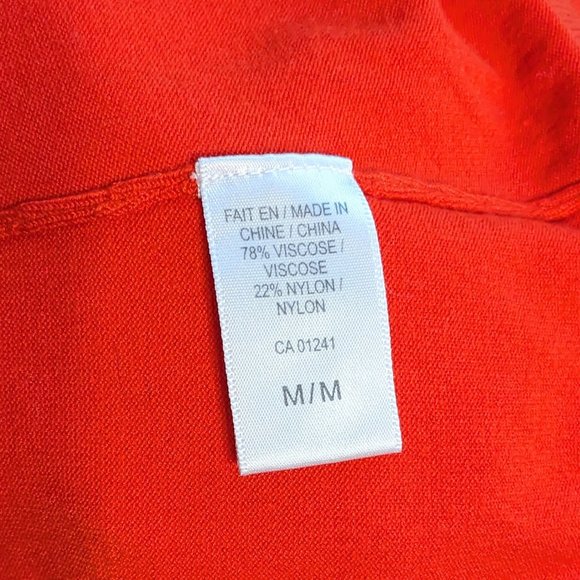 FAIT EN / MADE IN
CHINE / CHINA
78% VISCOSE /
VISCOSE
22% NYLON /
NYLON
CA 01241
M / M